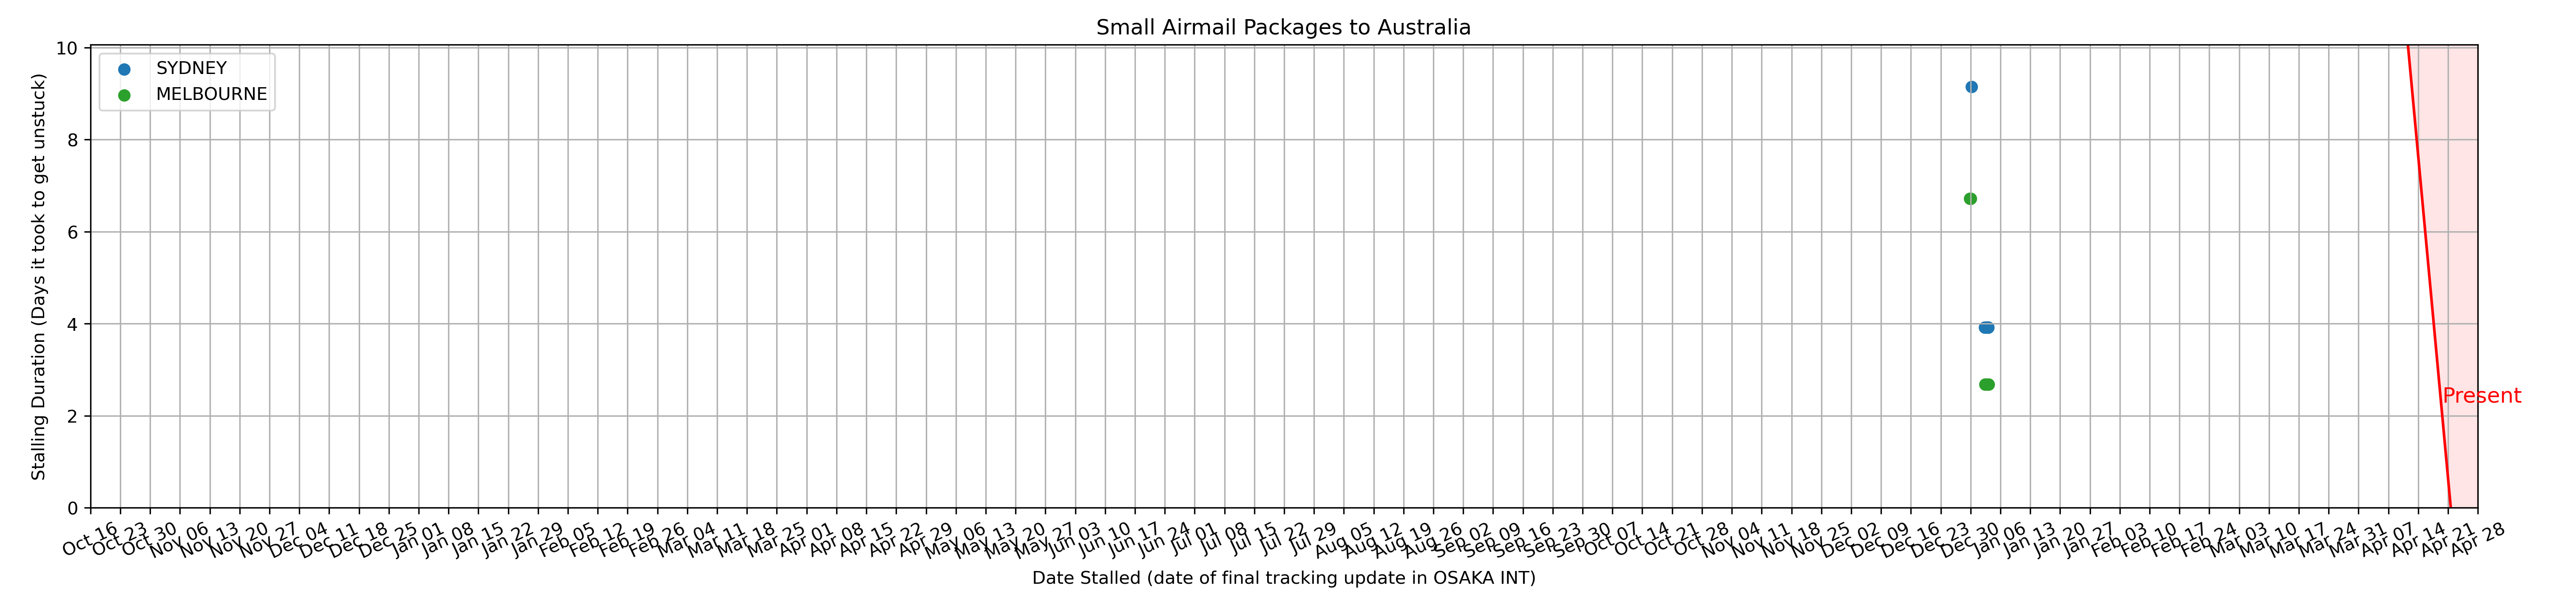 Small Airmail Packages to Australia
SYDNEY
MELBOURNE
Stalling Duration (Days it took to get unstuck)
10
8
6
4
2
0
Present
Oct 16 Oct 23 Oct 30 Nov 06 Nov 13 Nov 20 Nov 27 Dec 04 Dec 11 Dec 18 Dec 25 Jan 01 Jan 08 Jan 15 Jan 22 Jan 29 Feb 05 Feb 12 Feb 19 Feb 26 Mar 04 Mar 11 Mar 18 Mar 25 Apr 01 Apr 08 Apr 15 Apr 22 Apr 29 May 06 May 13 May 20 May 27 Jun 03 Jun 10 Jun 17 Jun 24 Jul 01 Jul 08 Jul 15 Jul 22 Jul 29 Aug 05 Aug 12 Aug 19 Aug 26 Sep 02 Sep 09 Sep 16 Sep 23 Sep 30 Oct 07 Oct 14 Oct 21 Oct 28 Nov 04 Nov 11 Nov 18 Nov 25 Dec 02 Dec 09 Dec 16 Dec 23 Dec 30 Jan 06 Jan 13 Jan 20 Jan 27 Feb 03 Feb 10 Feb 17 Feb 24 Mar 03 Mar 10 Mar 17 Mar 24 Mar 31 Apr 07 Apr 14 Apr 21 Apr 28
Date Stalled (date of final tracking update in OSAKA INT)